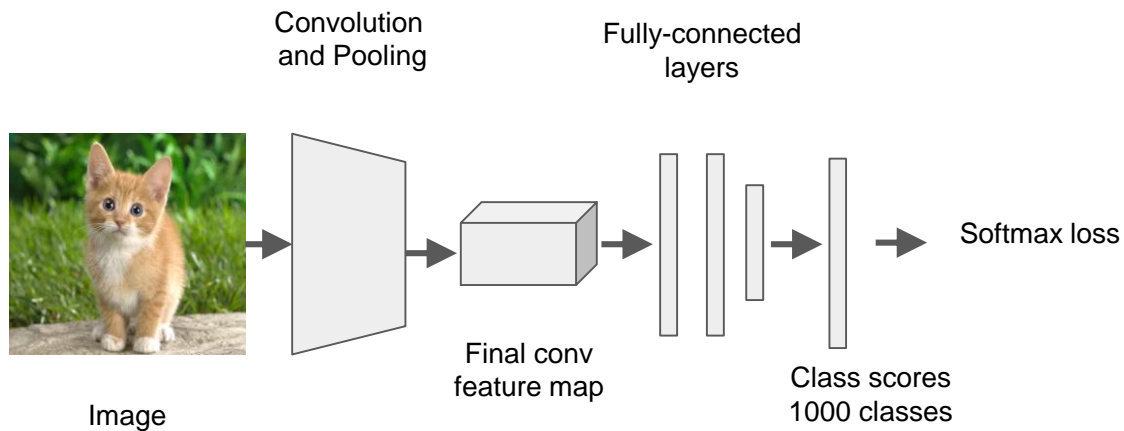 Convolution
and Pooling
Fully-connected
layers
Softmax loss
Final conv
feature map
Class scores
1000 classes
Image